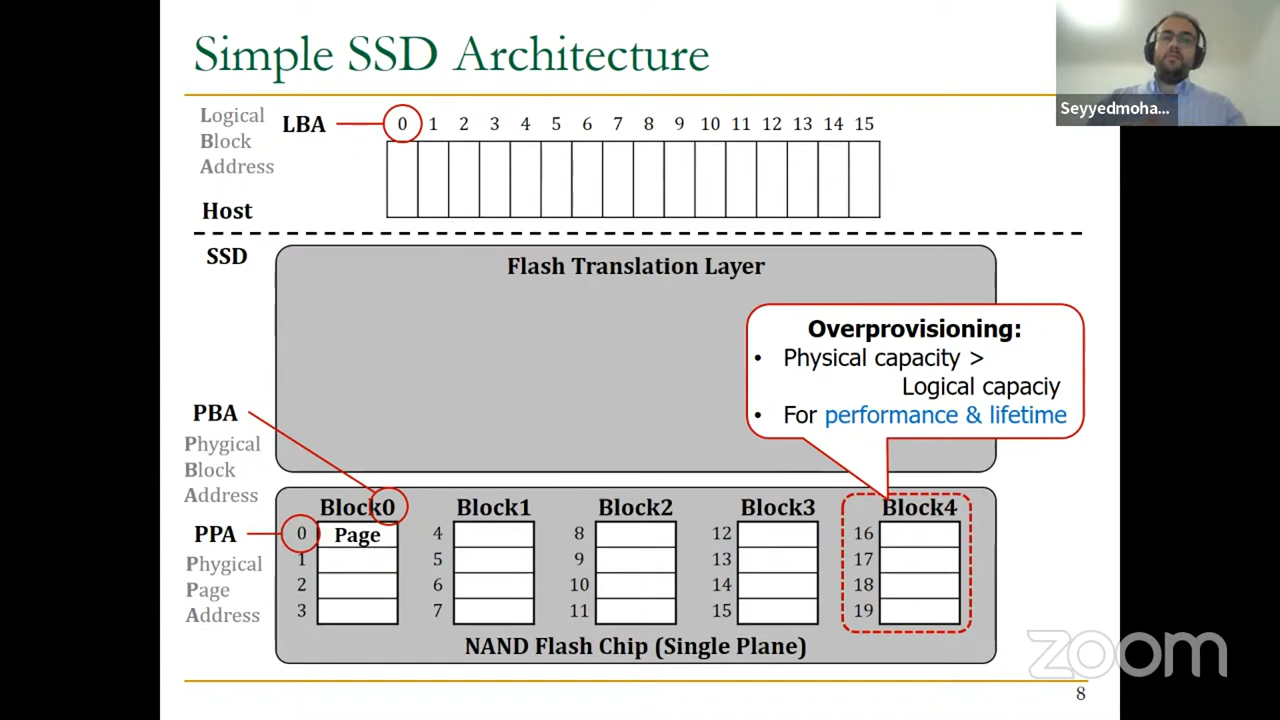 Simple SSD Architecture
Seyyedmoha...
Logical
Block
Address
LBA
0 1 2 3 4 5 6 7 8 9 10 11 12 13 14 15
Host
SSD
Flash Translation Layer
Overprovisioning:
• Physical capacity >
Logical capaciy
• For performance & lifetime
PBA
Phygical
Block
Address
PPA
Phygical
Page
Address
Block0 Block1 Block2 Block3 Block4
0 Page 4 8 12 16
1 5 9 13 17
2 6 10 14 18
3 7 11 15 19
NAND Flash Chip (Single Plane)
zoom
8